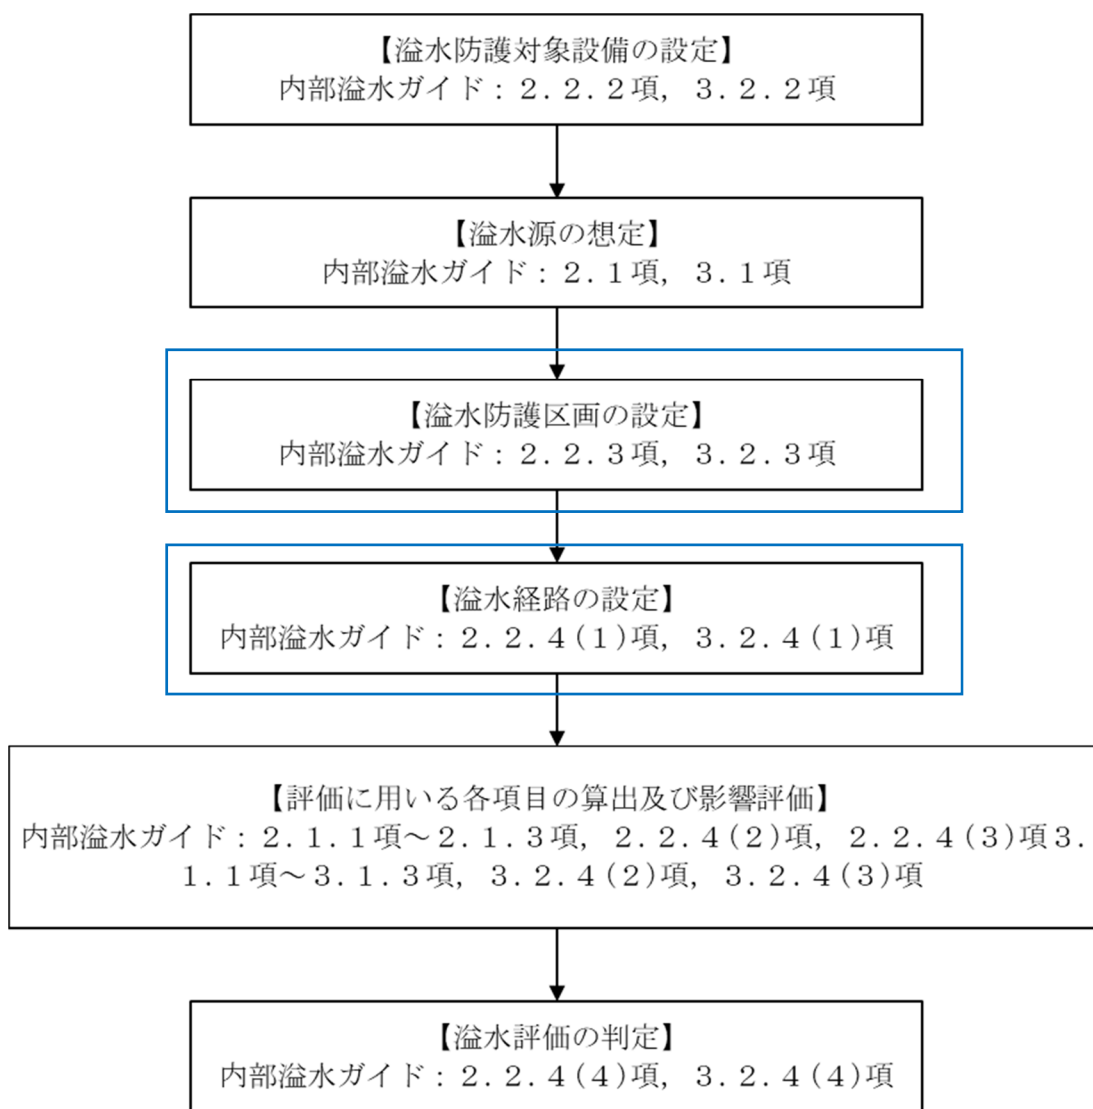 【溢水防護対象設備の設定】
内部溢水ガイド:2.2.2項, 3.2.2項
【溢水源の想定】
内部溢水ガイド:2.1項, 3.1項
【溢水防護区画の設定】
内部溢水ガイド:2.2.3項, 3.2.3項
【溢水経路の設定】
内部溢水ガイド:2.2.4(1)項, 3.2.4(1)項
【評価に用いる各項目の算出及び影響評価】
内部溢水ガイド:2.1.1項~2.1.3項, 2.2.4(2)項, 2.2.4(3)項3.
1.1項~3.1.3項, 3.2.4(2)項, 3.2.4(3)項
【溢水評価の判定】
内部溢水ガイド:2.2.4(4)項, 3.2.4(4)項